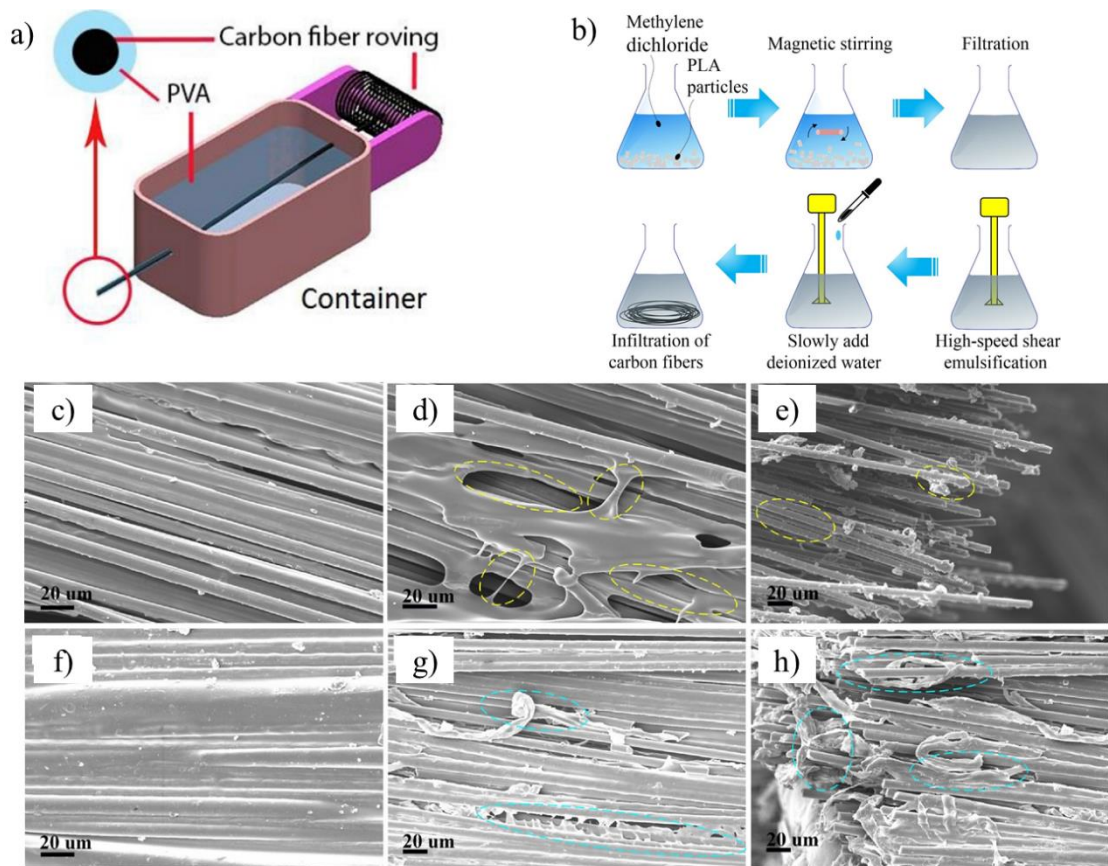 a)
Carbon fiber roving
PVA
Container
b)
Methylene
dichloride
PLA
particles
Magnetic stirring
Filtration
Infiltration of
carbon fibers
Slowly add
deionized water
High-speed shear
emulsification
c)
20 um
d)
20 um
e)
20 um
f)
20 um
g)
20 um
h)
20 um